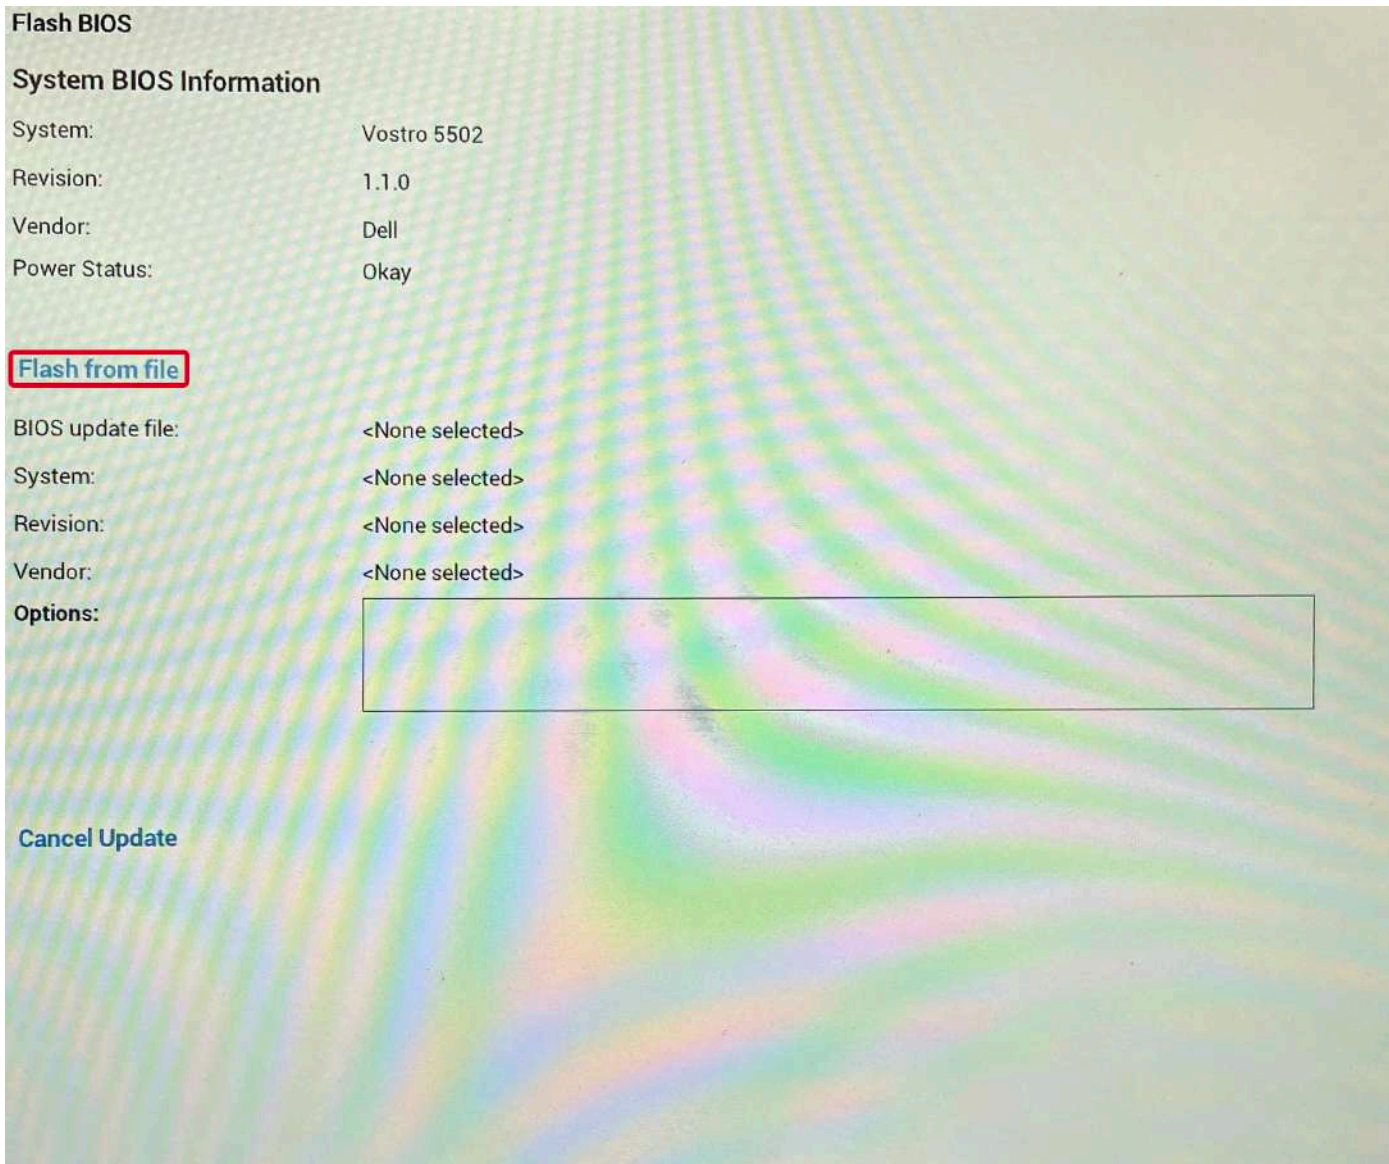 Flash BIOS
System BIOS Information
System: Vostro 5502
Revision: 1.1.0
Vendor: Dell
Power Status: Okay
Flash from file
BIOS update file: <None selected>
System: <None selected>
Revision: <None selected>
Vendor: <None selected>
Options:
Cancel Update